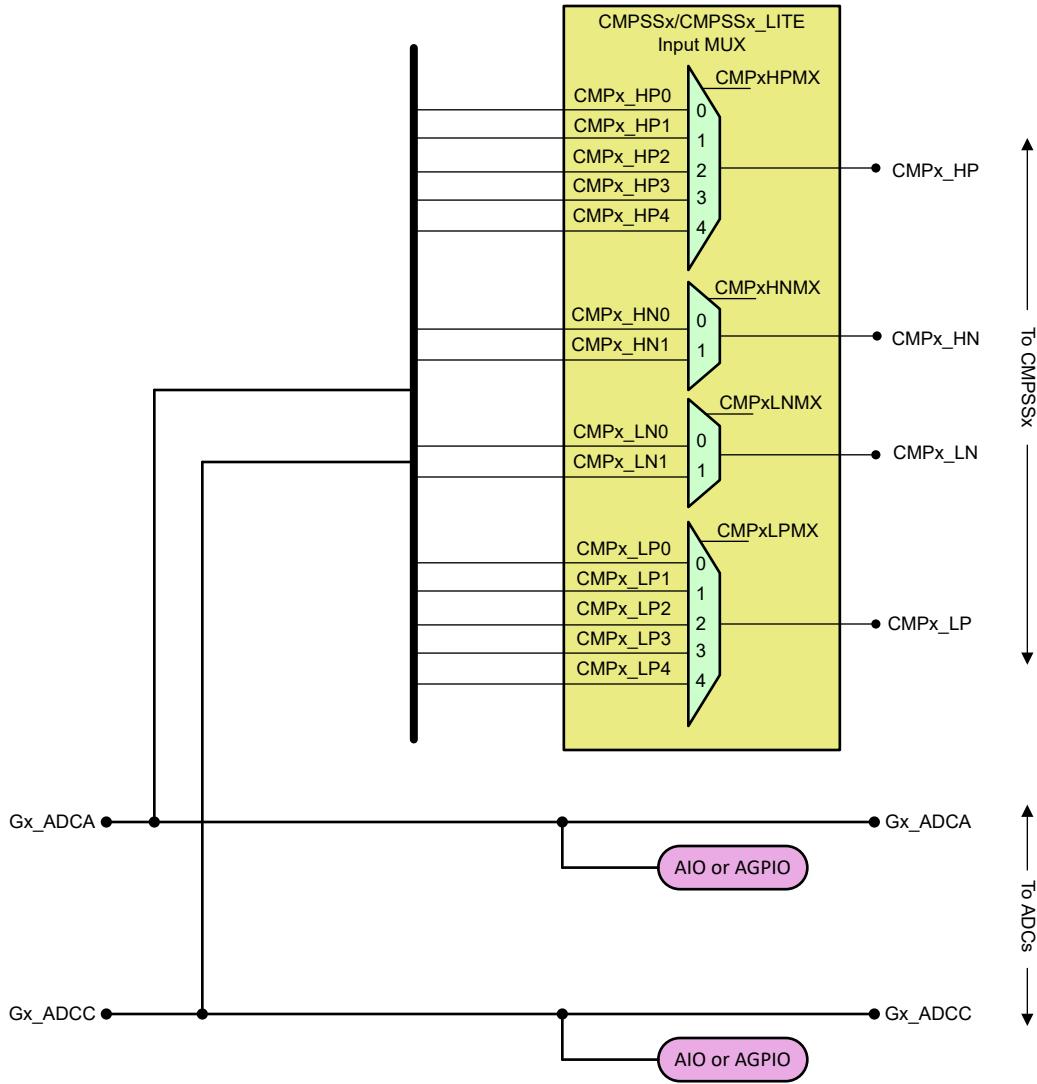 CMPSSx/CMPSSx_LITE
Input MUX
CMPxHPMX
CMPx_HP0
0
CMPx_HP1
1
CMPx_HP2
2
CMPx_HP3
3
CMPx_HP4
4
CMPx_HP
CMPxHNMX
CMPx_HN0
0
CMPx_HN1
1
CMPx_HN
CMPxLNMX
CMPx_LN0
0
CMPx_LN1
1
CMPx_LN
CMPxLPMX
CMPx_LP0
0
CMPx_LP1
1
CMPx_LP2
2
CMPx_LP3
3
CMPx_LP4
4
CMPx_LP
To CMPSSx
Gx_ADCA
Gx_ADCA
AIO or AGPIO
To ADCs
Gx_ADCC
Gx_ADCC
AIO or AGPIO